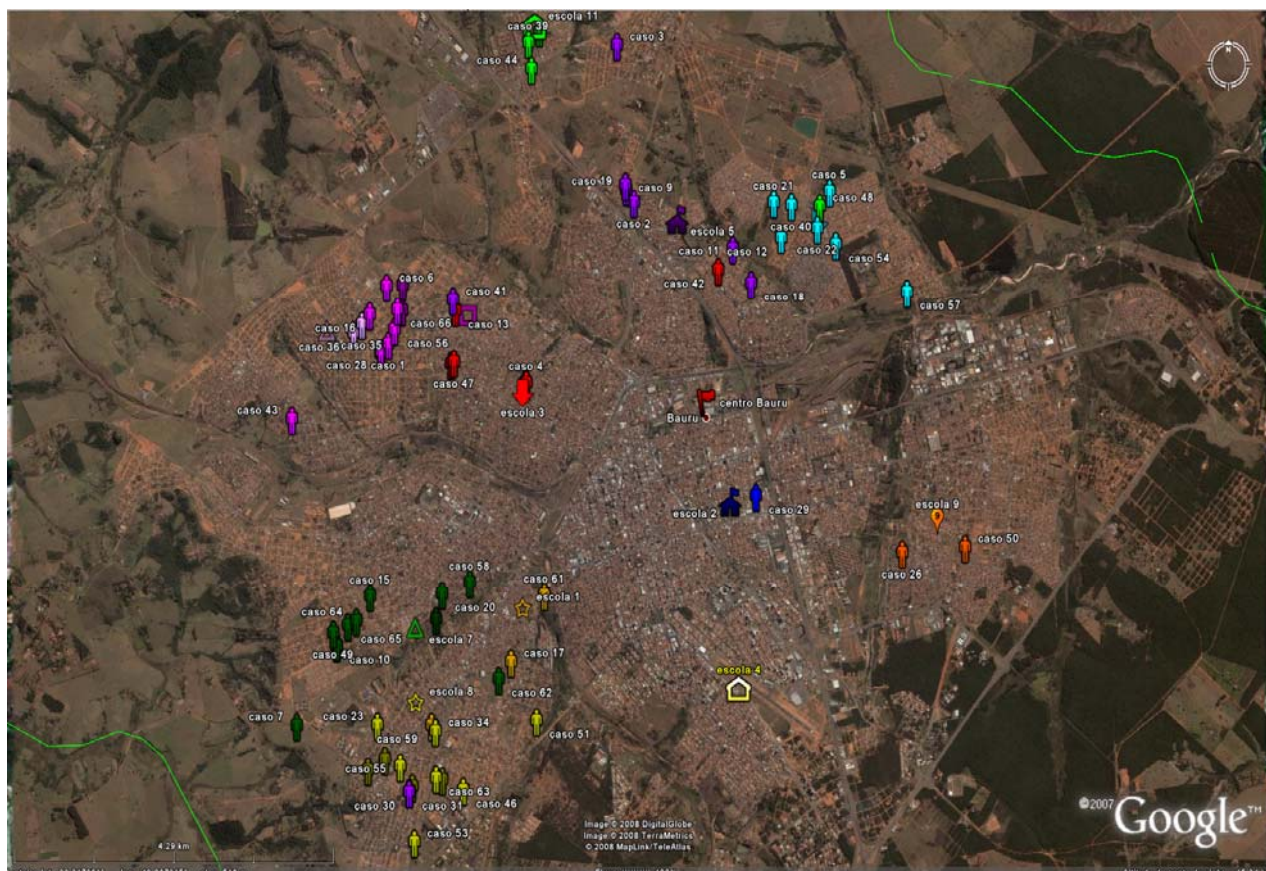 escola 11
caso 39
caso 3
caso 44
N
caso 19
caso 9
caso 2
caso 21
caso 5
caso 48
escola 5
caso 40
caso 11
caso 12
caso 22
caso 54
caso 42
caso 18
caso 57
caso 6
caso 41
caso 16
caso 66
caso 13
caso 36
caso 35
caso 56
caso 28
caso 1
caso 47
caso 4
escola 3
centro Bauru
Bauru
caso 43
escola 2
caso 29
escola 9
caso 50
caso 26
caso 58
caso 15
caso 61
escola 1
caso 64
caso 20
caso 65
escola 7
caso 49
caso 10
caso 17
caso 62
escola 4
escola 8
caso 7
caso 23
caso 34
caso 51
caso 59
caso 55
caso 63
caso 30
caso 31
caso 46
caso 53
4.29 km
Image © 2008 DigitalGlobe
Image © 2008 TerraMetrics
© 2008 MapLink/TeleAtlas
©2007 Google™